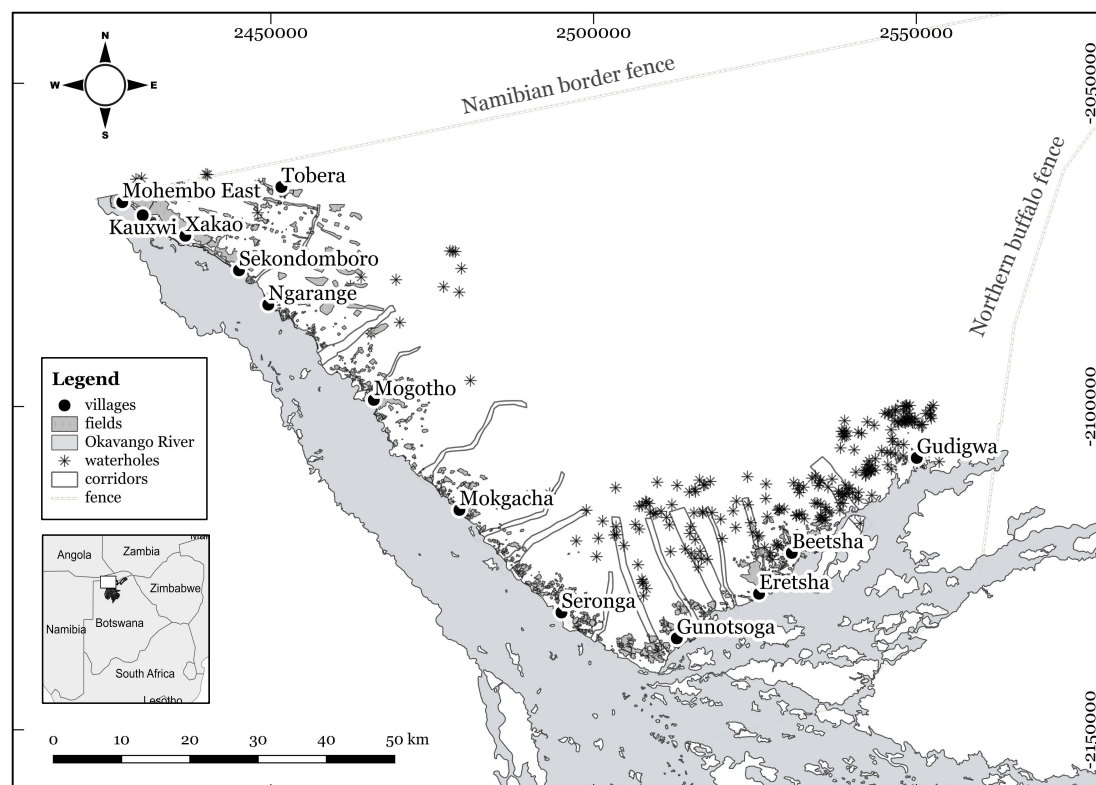 2450000
2500000
2550000
N
W
E
S
-2050000
Namibian border fence
Northern buffalo fence
Tobera
Mohembo East
Kauxwi
Xakao
Sekondomboro
Ngarange
Legend
villages
fields
Okavango River
waterholes
corridors
fence
Mogotho
-2100000
Gudigwa
Mokgacha
Beetsha
Eretsha
Seronga
Gunotsoga
Angola
Zambia
Zimbabwe
Namibia
Botswana
South Africa
Lesotho
0
10
20
30
40
50 km
-2150000